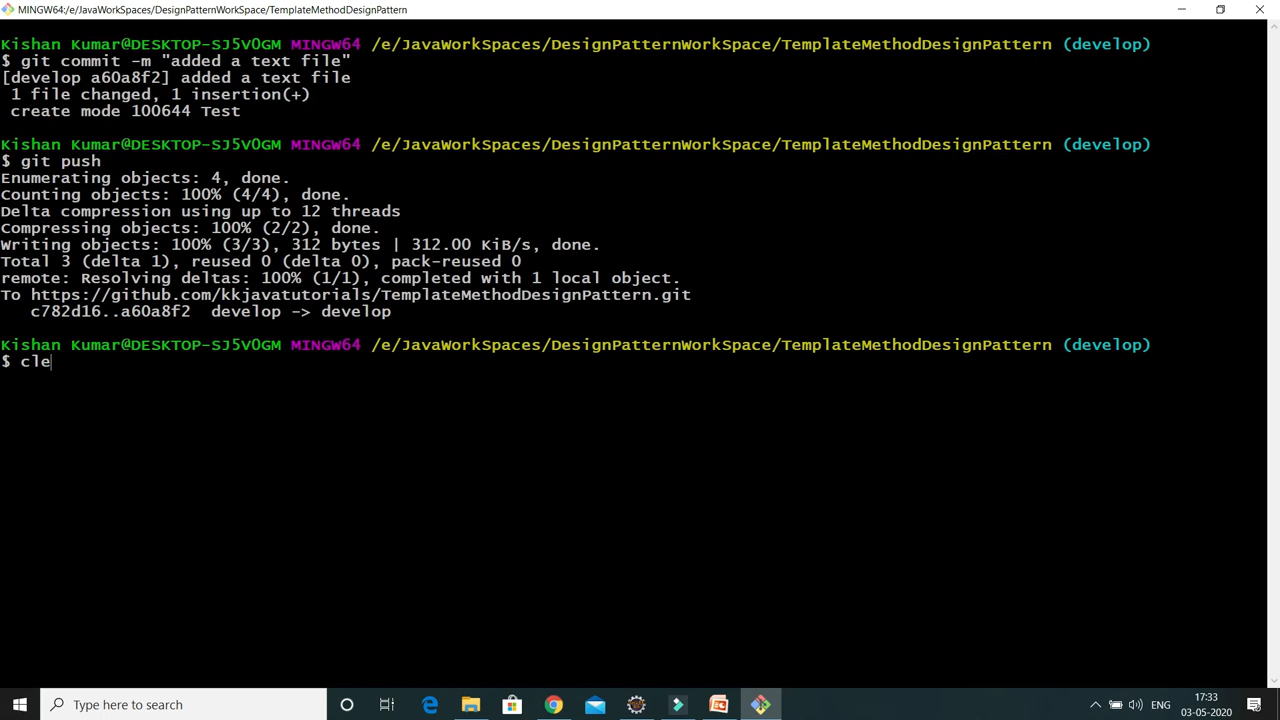 MINGW64:/e/JavaWorkSpaces/DesignPatternWorkSpace/TemplateMethodDesignPattern
Kishan Kumar@DESKTOP-SJ5V0GM MINGW64 /e/JavaWorkSpaces/DesignPatternWorkSpace/TemplateMethodDesignPattern (develop)
$ git commit -m "added a text file"
[develop a60a8f2] added a text file
1 file changed, 1 insertion(+)
create mode 100644 Test
Kishan Kumar@DESKTOP-SJ5V0GM MINGW64 /e/JavaWorkSpaces/DesignPatternWorkSpace/TemplateMethodDesignPattern (develop)
$ git push
Enumerating objects: 4, done.
Counting objects: 100% (4/4), done.
Delta compression using up to 12 threads
Compressing objects: 100% (2/2), done.
Writing objects: 100% (3/3), 312 bytes | 312.00 KiB/s, done.
Total 3 (delta 1), reused 0 (delta 0), pack-reused 0
remote: Resolving deltas: 100% (1/1), completed with 1 local object.
To https://github.com/kkjavatutorials/TemplateMethodDesignPattern.git
c782d16..a60a8f2  develop -> develop
Kishan Kumar@DESKTOP-SJ5V0GM MINGW64 /e/JavaWorkSpaces/DesignPatternWorkSpace/TemplateMethodDesignPattern (develop)
$ cle
Type here to search
ENG
17:33
03-05-2020